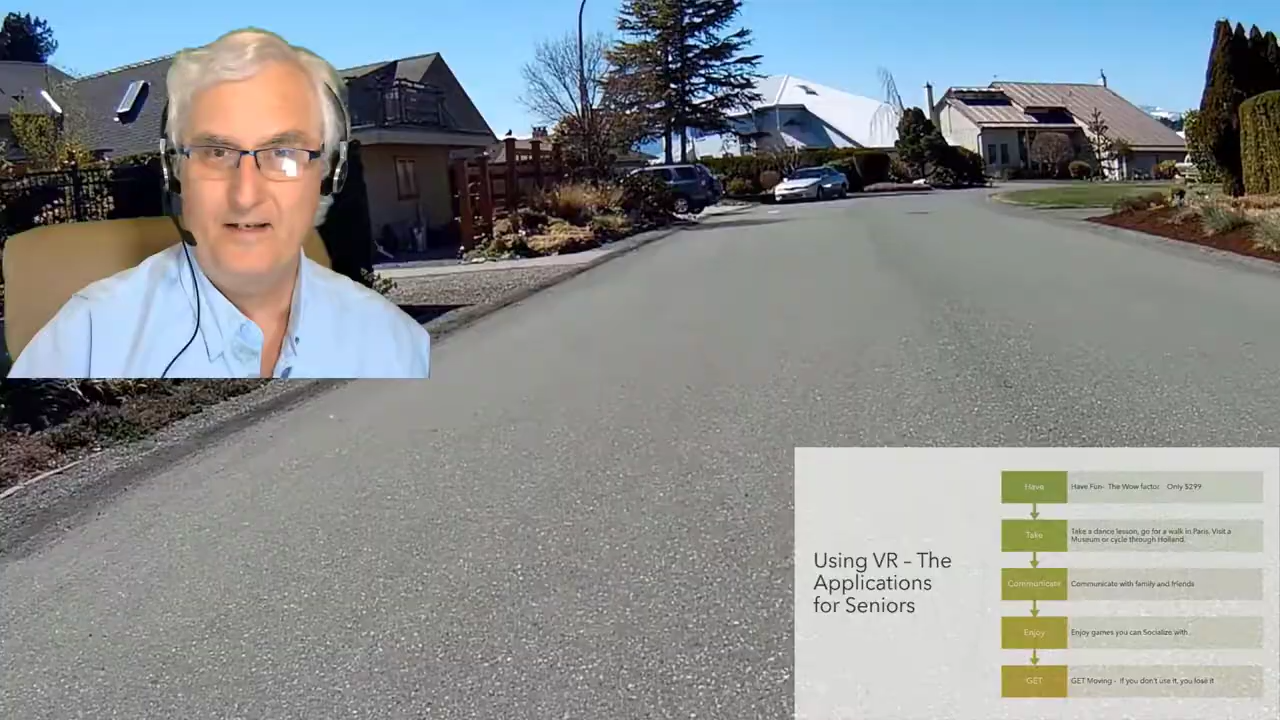 Using VR – The
Applications
for Seniors
Have
Have Fun- The Wow factor. Only $299
Take
Take a dance lesson, go for a walk in Paris. Visit a
Museum or cycle through Holland.
Communicate
Communicate with family and friends
Enjoy
Enjoy games you can Socialize with.
GET
GET Moving - if you don't use it, you lose it